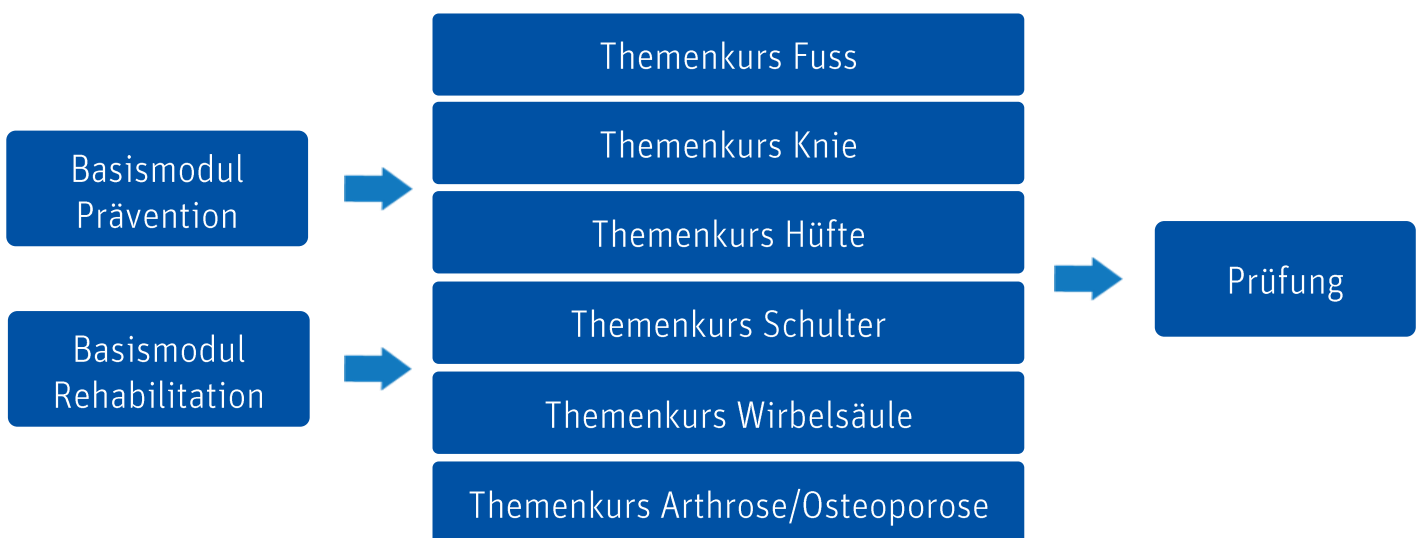 Basismodul
Prävention
Basismodul
Rehabilitation
Themenkurs Fuss
Themenkurs Knie
Themenkurs Hüfte
Themenkurs Schulter
Themenkurs Wirbelsäule
Themenkurs Arthrose/Osteoporose
Prüfung